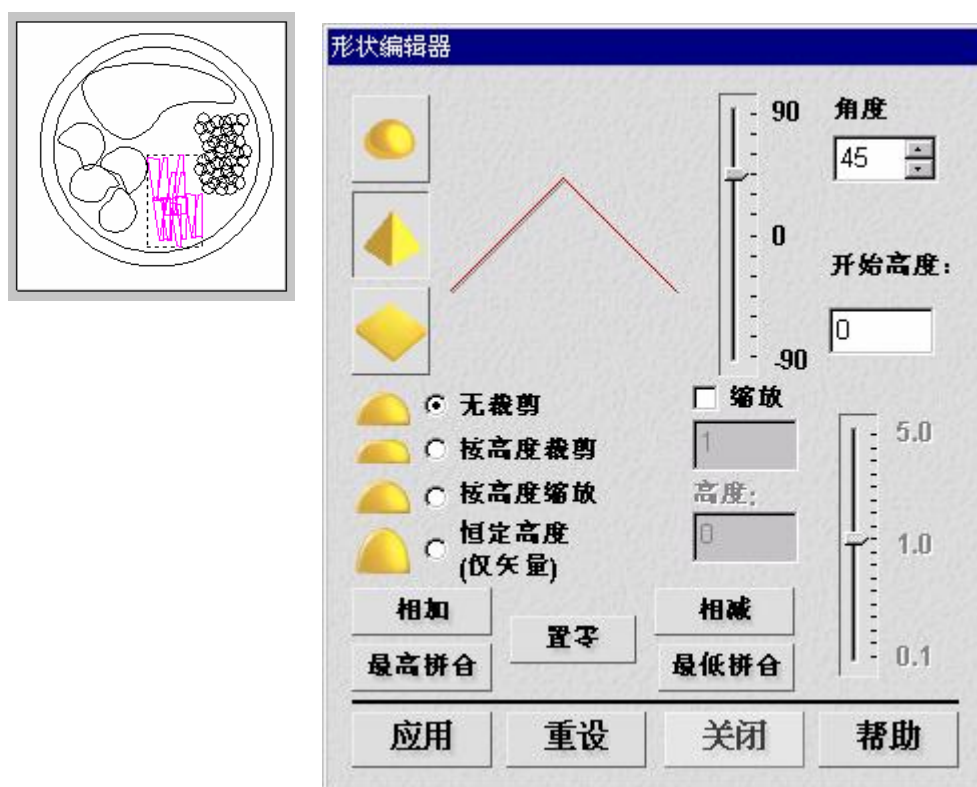 形状编辑器
90
角度
45
0
开始高度：
0
-90
无裁剪
缩放
按高度裁剪
1
5.0
按高度缩放
高度：
恒定高度
0
1.0
(仅矢量)
相加
相减
置零
最高拼合
最低拼合
0.1
应用
重设
关闭
帮助